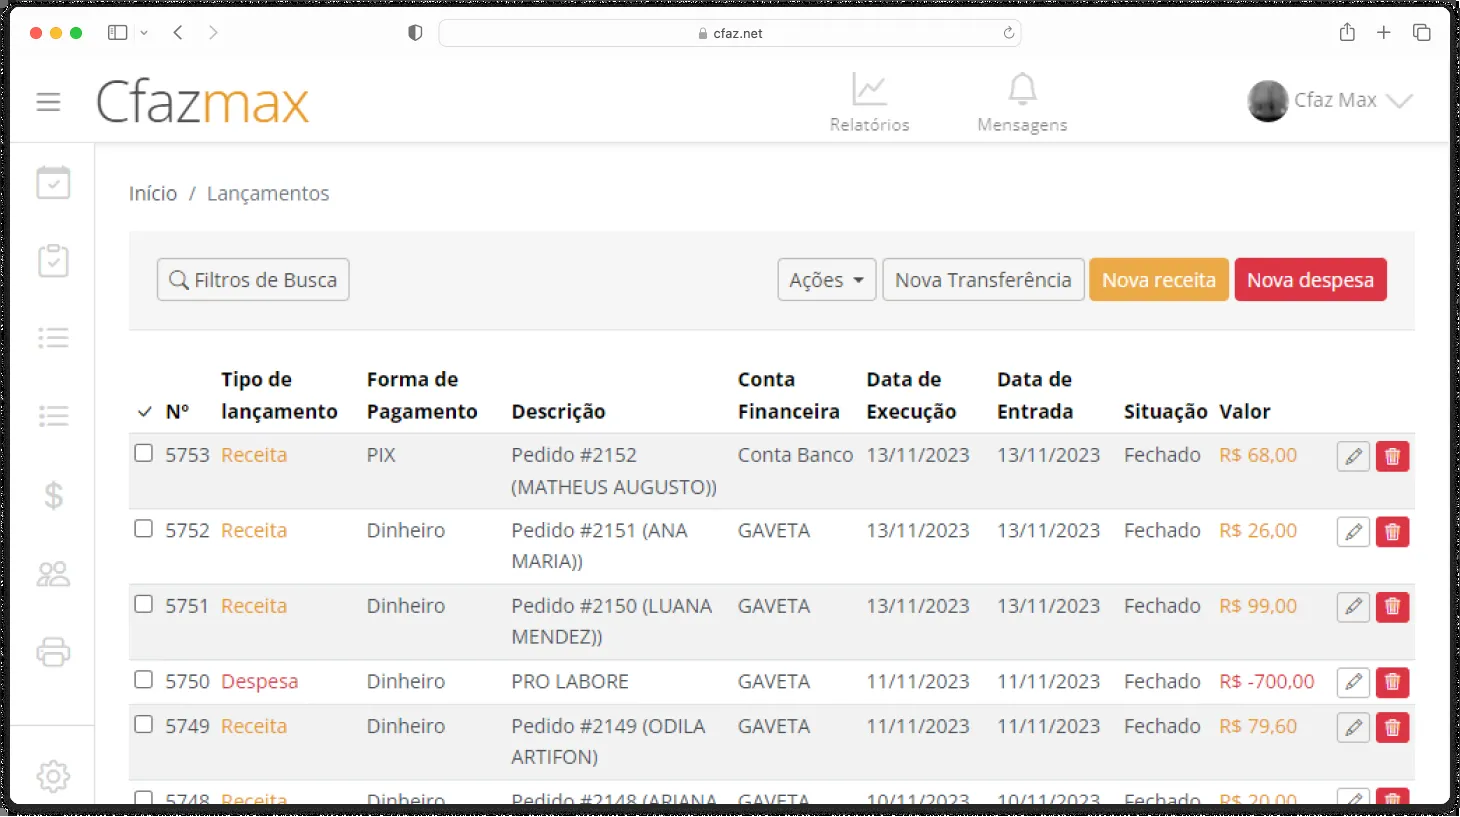 cfaz.net
Cfazmax
Relatórios
Mensagens
Cfaz Max
Início / Lançamentos
Filtros de Busca
Ações
Nova Transferência
Nova receita
Nova despesa
Nº Tipo de lançamento Forma de Pagamento Descrição Conta Financeira Data de Execução Data de Entrada Situação Valor
5753 Receita PIX Pedido #2152 Conta Banco 13/11/2023 13/11/2023 Fechado R$ 68,00
(MATHEUS AUGUSTO))
5752 Receita Dinheiro Pedido #2151 (ANA GAVETA 13/11/2023 13/11/2023 Fechado R$ 26,00
MARIA))
5751 Receita Dinheiro Pedido #2150 (LUANA GAVETA 13/11/2023 13/11/2023 Fechado R$ 99,00
MENDEZ))
5750 Despesa Dinheiro PRO LABORE GAVETA 11/11/2023 11/11/2023 Fechado R$ -700,00
5749 Receita Dinheiro Pedido #2149 (ODILA GAVETA 11/11/2023 11/11/2023 Fechado R$ 79,60
ARTIFON)
5748 Receita Dinheiro Pedido #2148 (ARIANA GAVETA 10/11/2023 10/11/2023 Fechado R$ 20,00